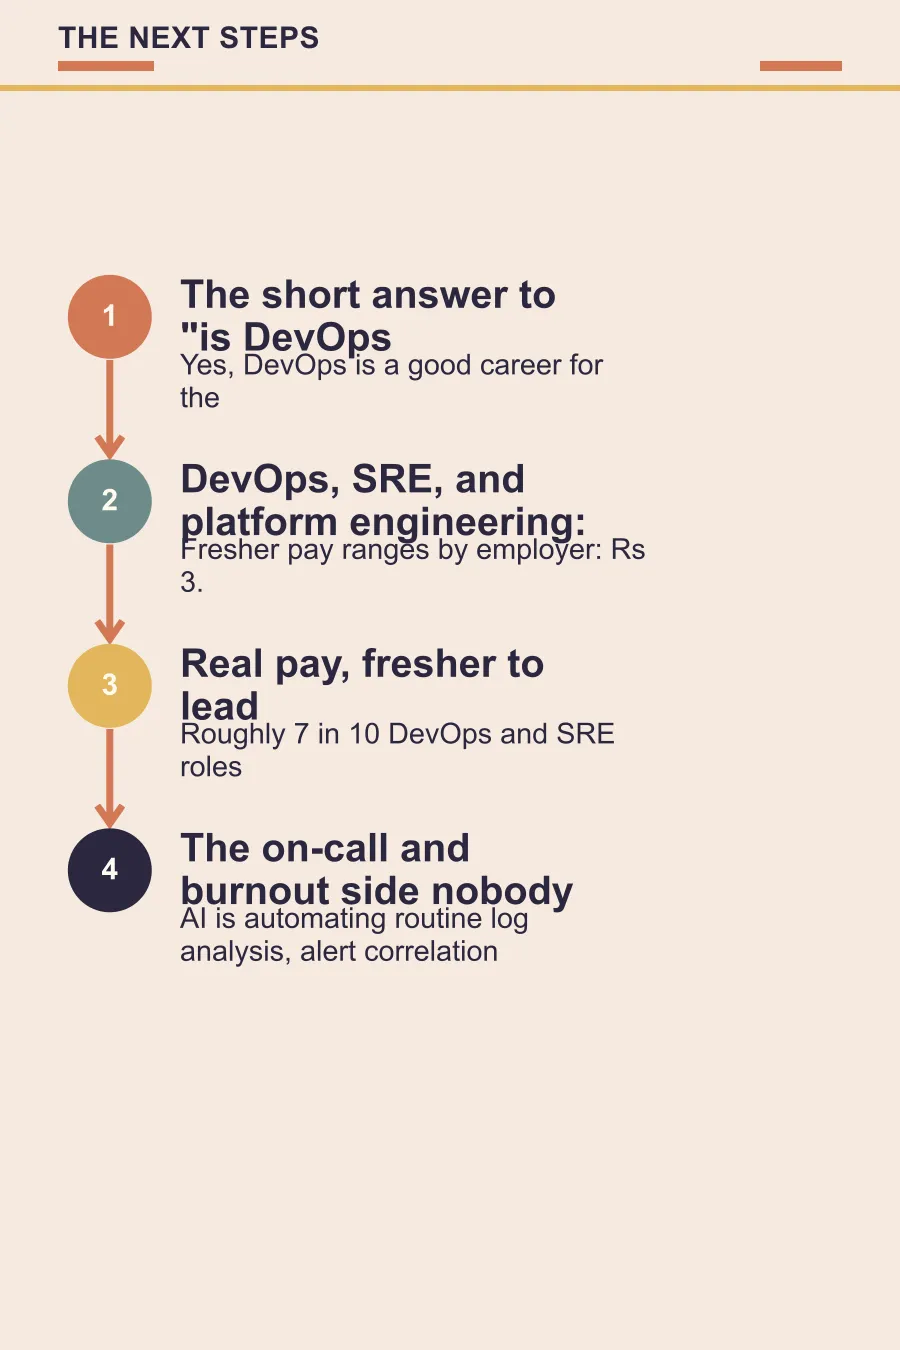 THE NEXT STEPS
1
The short answer to
"is DevOps
Yes, DevOps is a good career for
the
2
DevOps, SRE, and
platform engineering:
Fresher pay ranges by employer: Rs
3.
3
Real pay, fresher to
lead
Roughly 7 in 10 DevOps and SRE
roles
4
The on-call and
burnout side nobody
AI is automating routine log
analysis, alert correlation